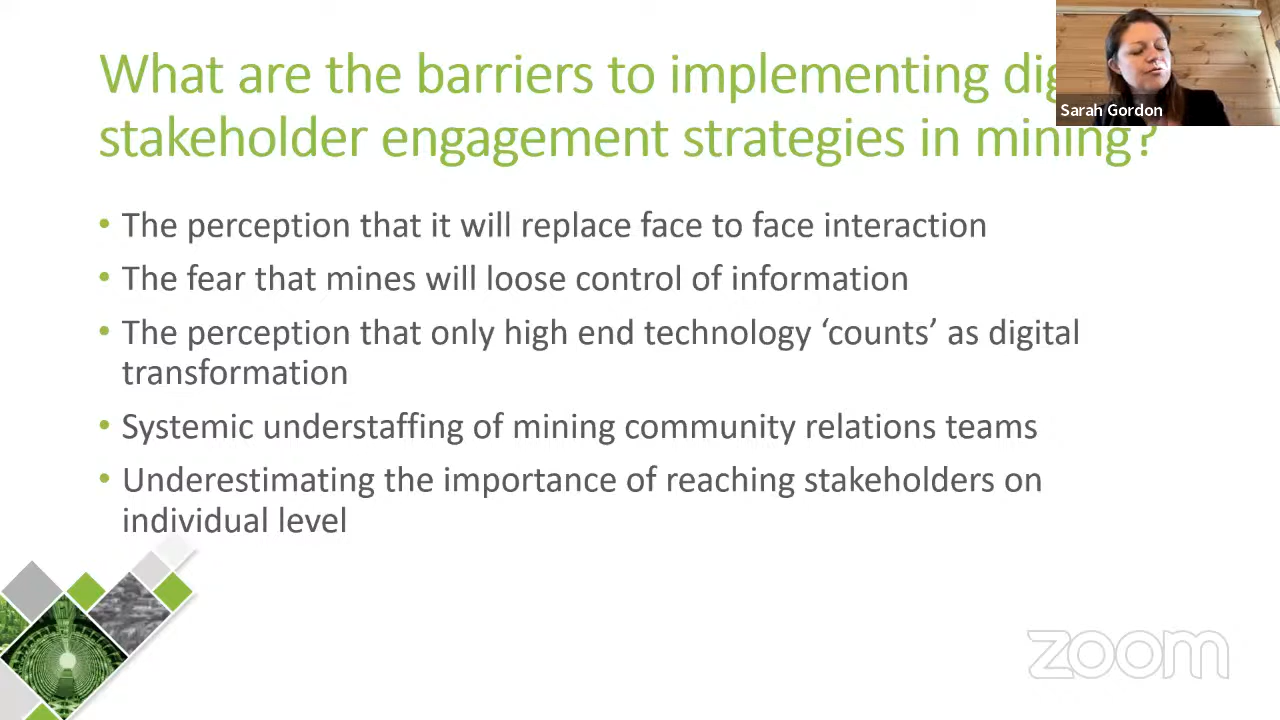 What are the barriers to implementing
stakeholder engagement strategies in mining?
Sarah Gordon
• The perception that it will replace face to face interaction
• The fear that mines will loose control of information
• The perception that only high end technology ‘counts’ as digital
transformation
• Systemic understaffing of mining community relations teams
• Underestimating the importance of reaching stakeholders on
individual level
zoom